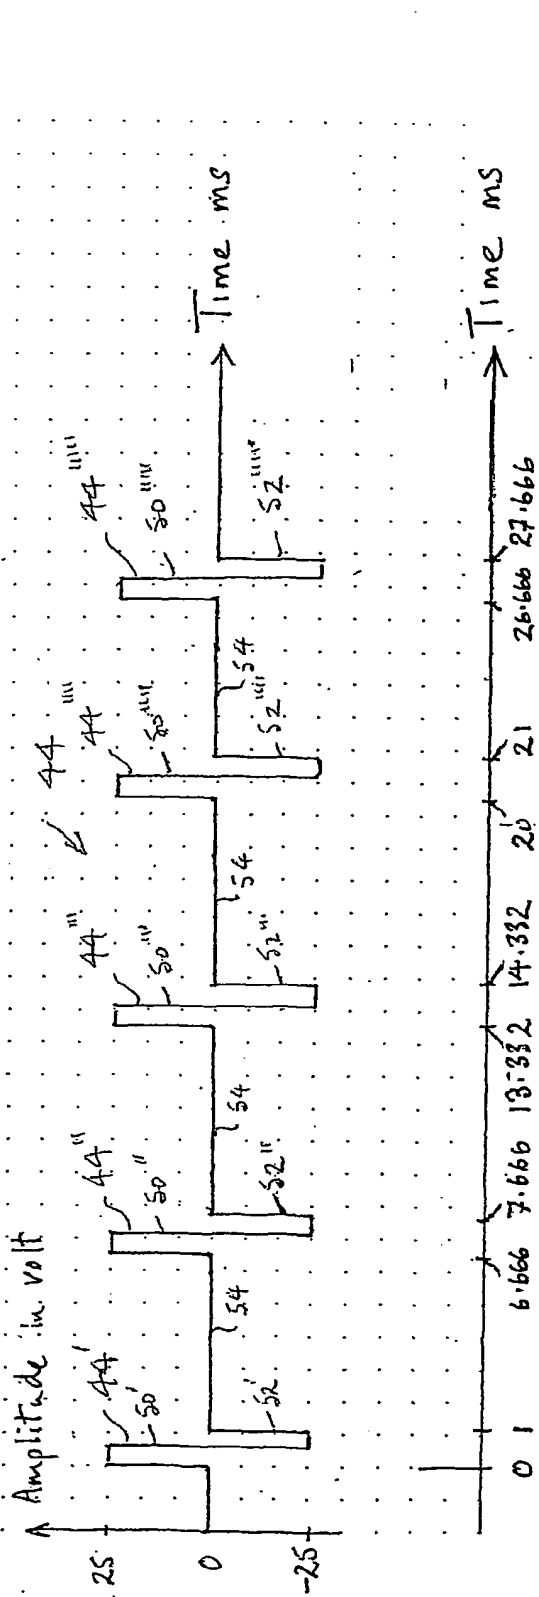 Amplitude in volt
44
44' 44'' 44''' 44'''' 44'''''
50' 50'' 50''' 50'''' 50'''''
25
0
-25
54 54 54 54
52' 52'' 52''' 52'''' 52'''''
Time ms
0 1 6.666 7.666 13.332 14.332 20 21 26.666 27.666
Time ms